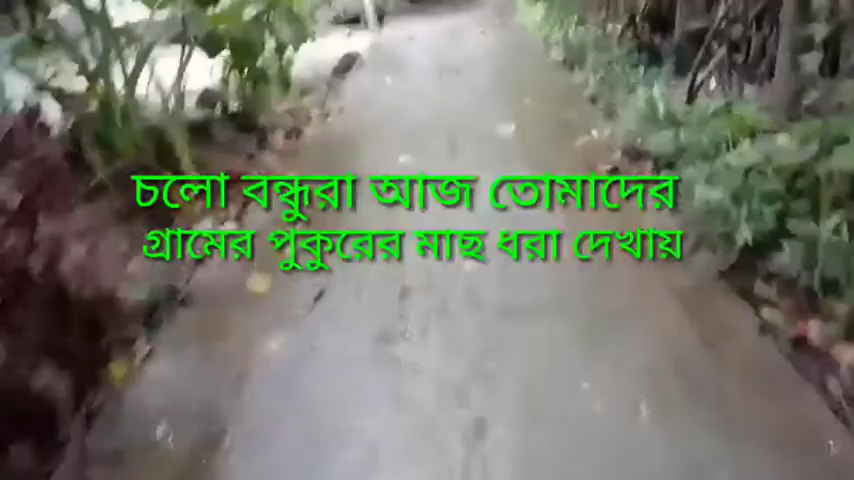 চলো বন্ধুরা আজ তোমাদের
গ্রামের পুকুরের মাছ ধরা দেখায়